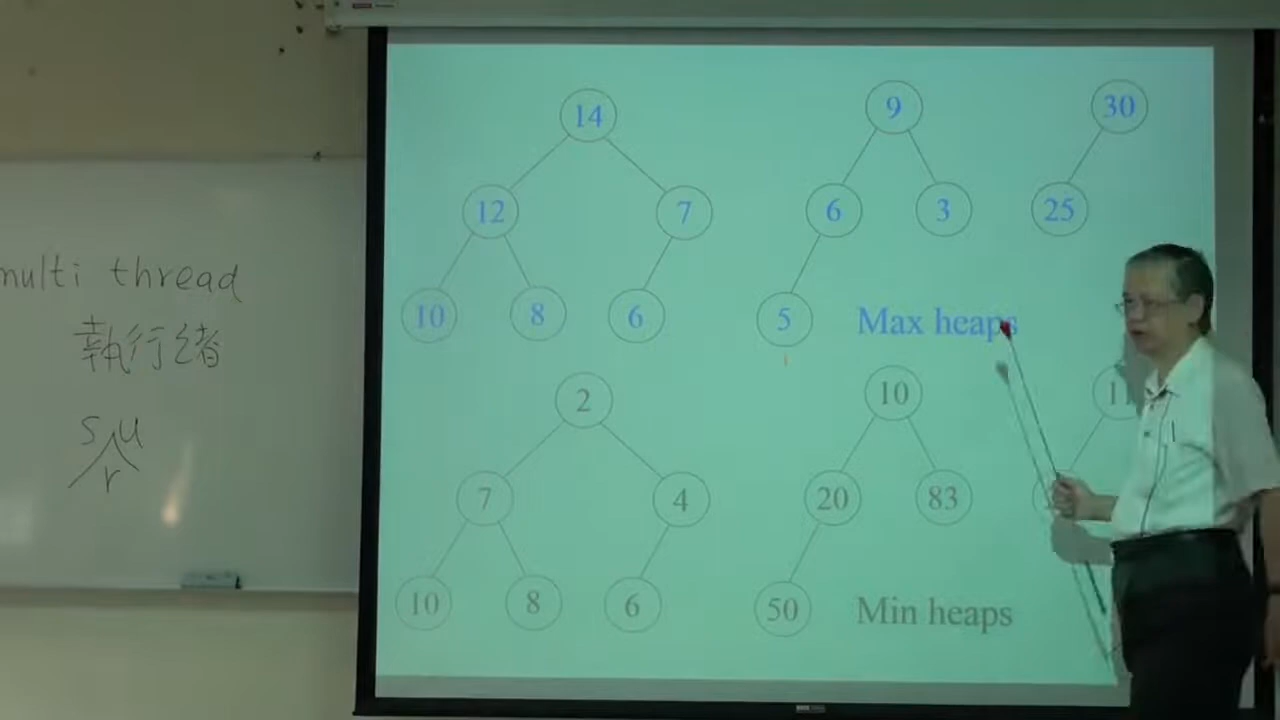 multi thread
執行緒
s u
r
14 9 30
12 7 6 3 25
10 8 6 5 Max heaps
2 10
7 4 20 83
10 8 6 50 Min heaps